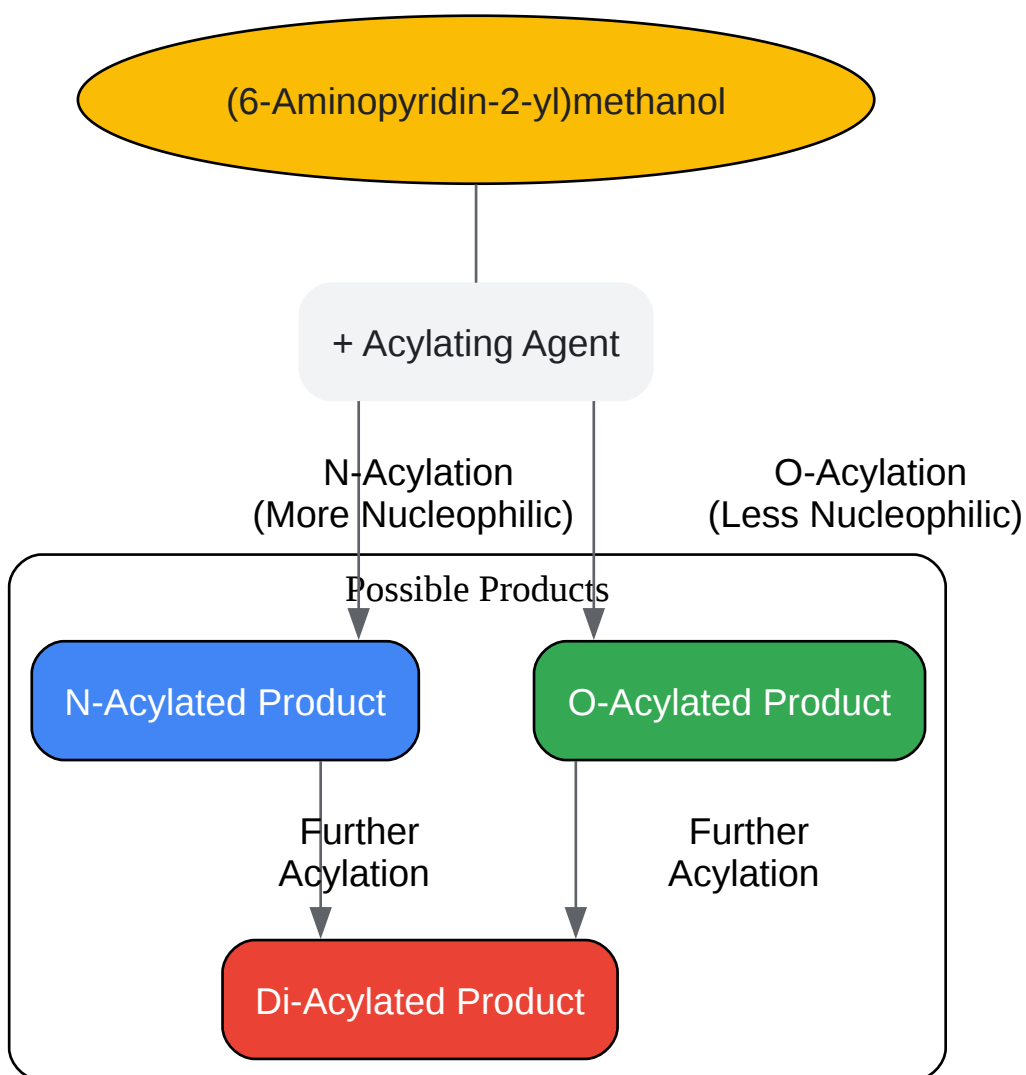 (6-Aminopyridin-2-yl)methanol
+ Acylating Agent
N-Acylation
(More Nucleophilic)
O-Acylation
(Less Nucleophilic)
Possible Products
N-Acylated Product
O-Acylated Product
Further
Acylation
Further
Acylation
Di-Acylated Product